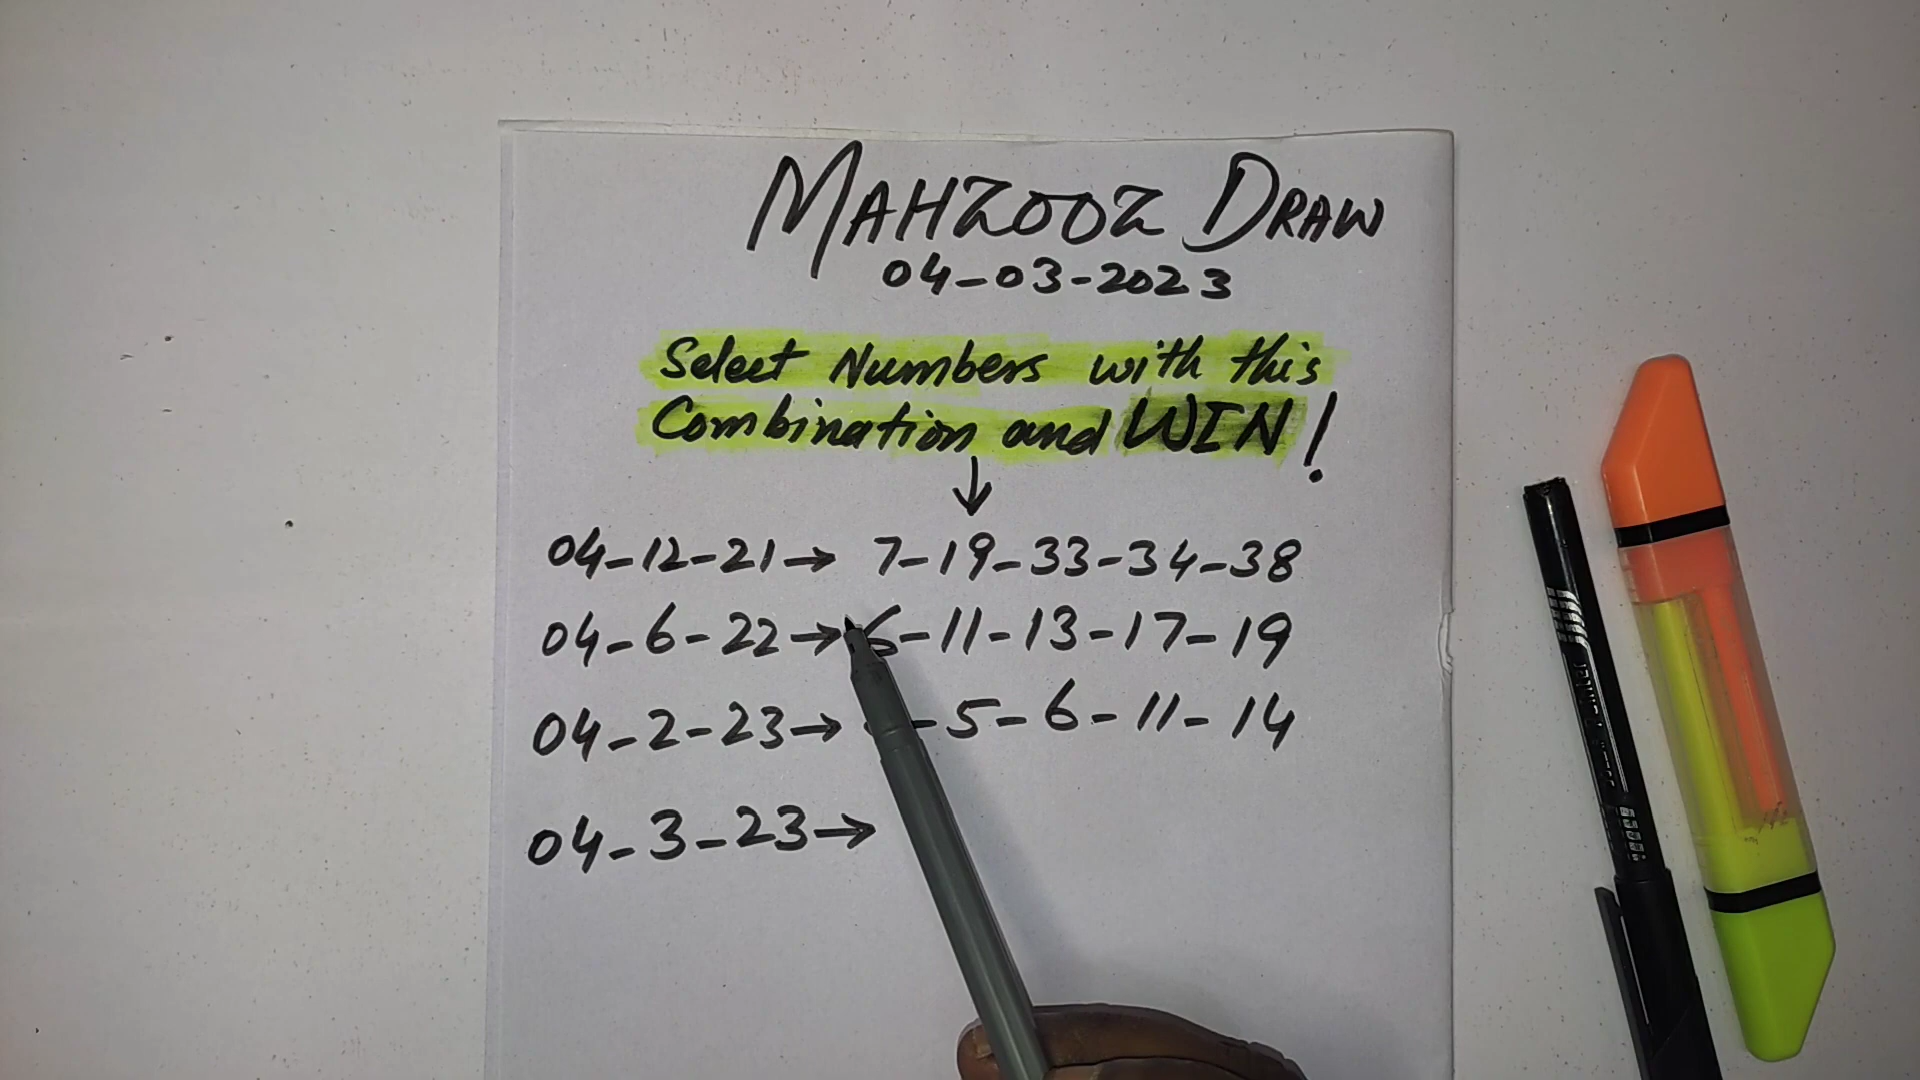 MAHZOOZ DRAW
04-03-2023
Select Numbers with this
Combination and WIN!
04-12-21→ 7-19-33-34-38
04-6-22→6-11-13-17-19
04-2-23→ -5-6-11-14
04-3-23→